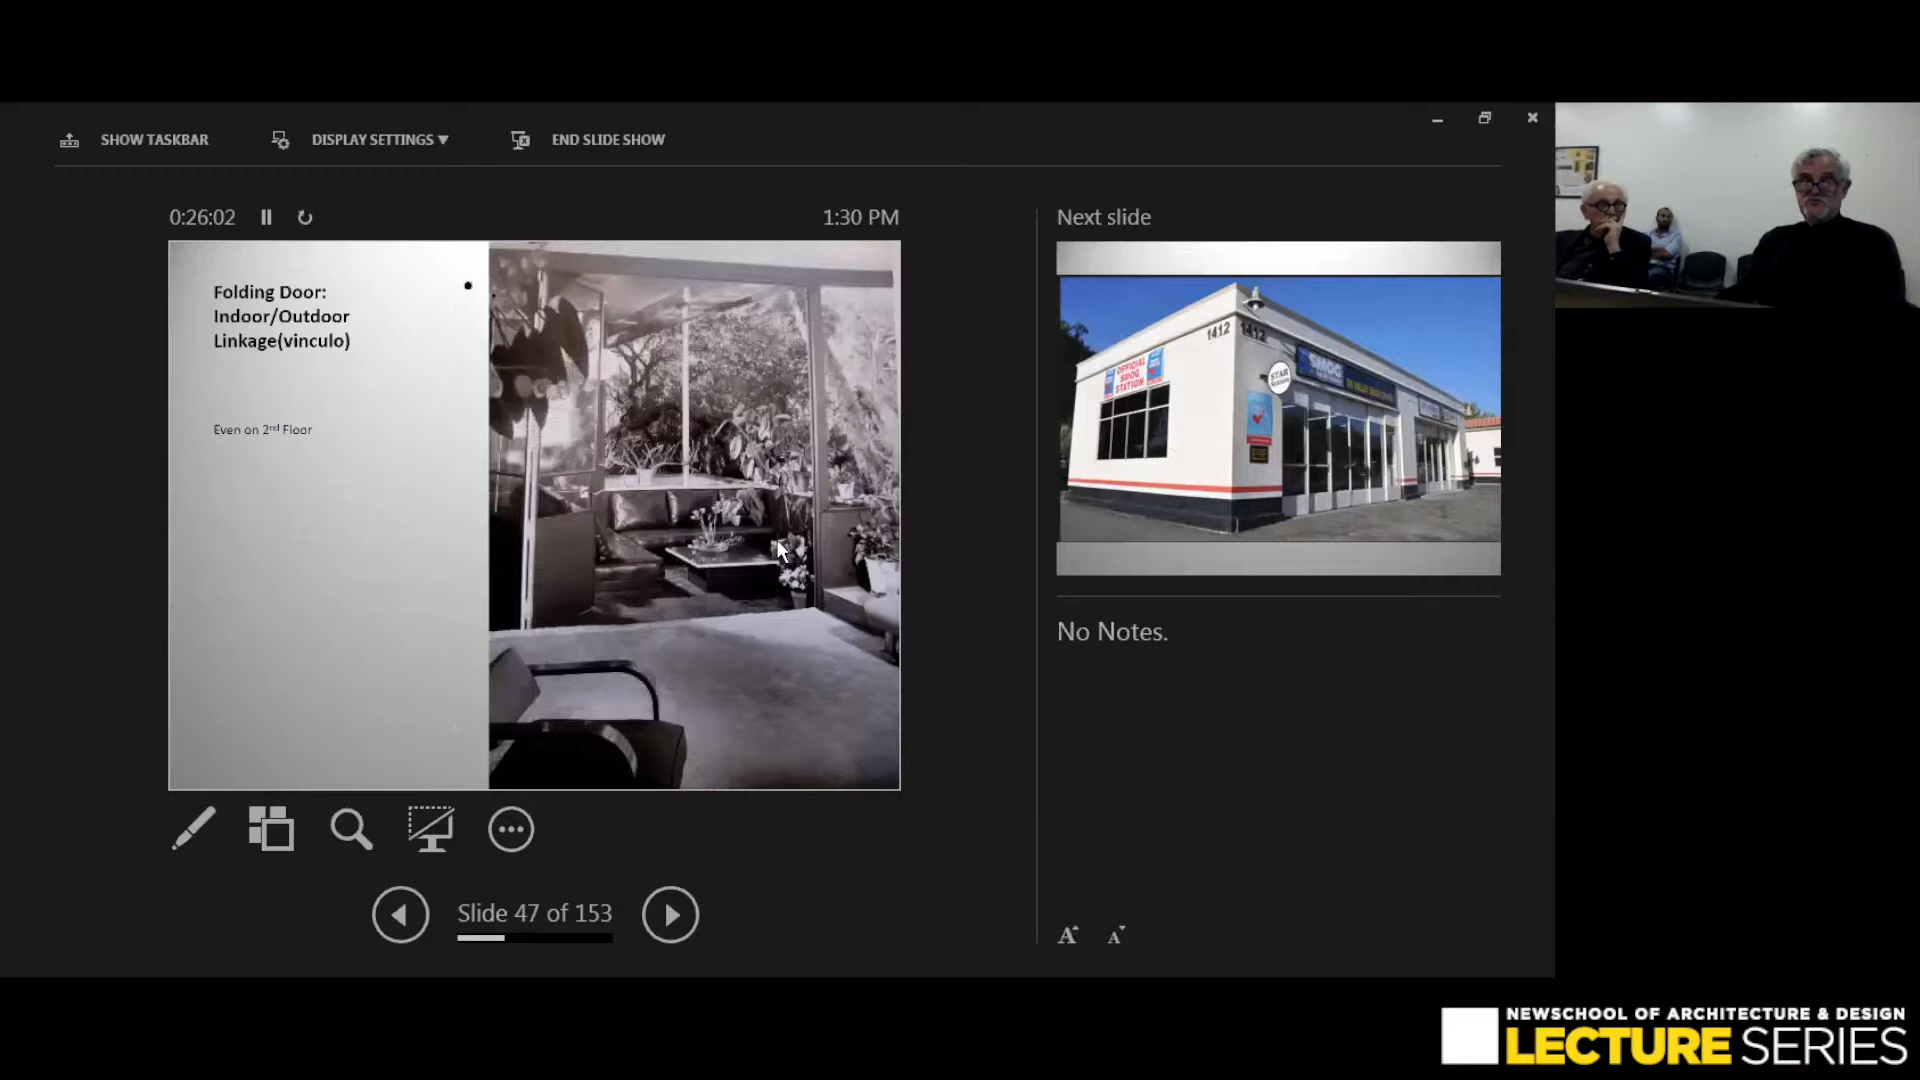 SHOW TASKBAR
DISPLAY SETTINGS
END SLIDE SHOW
0:26:02
1:30 PM
Folding Door:
Indoor/Outdoor
Linkage(vinculo)
Even on 2nd Floor
Next slide
1412
1412
OFFICIAL
SMOG
STATION
STAR
SMOG
No Notes.
Slide 47 of 153
A
A
NEWSCHOOL OF ARCHITECTURE & DESIGN
LECTURE SERIES